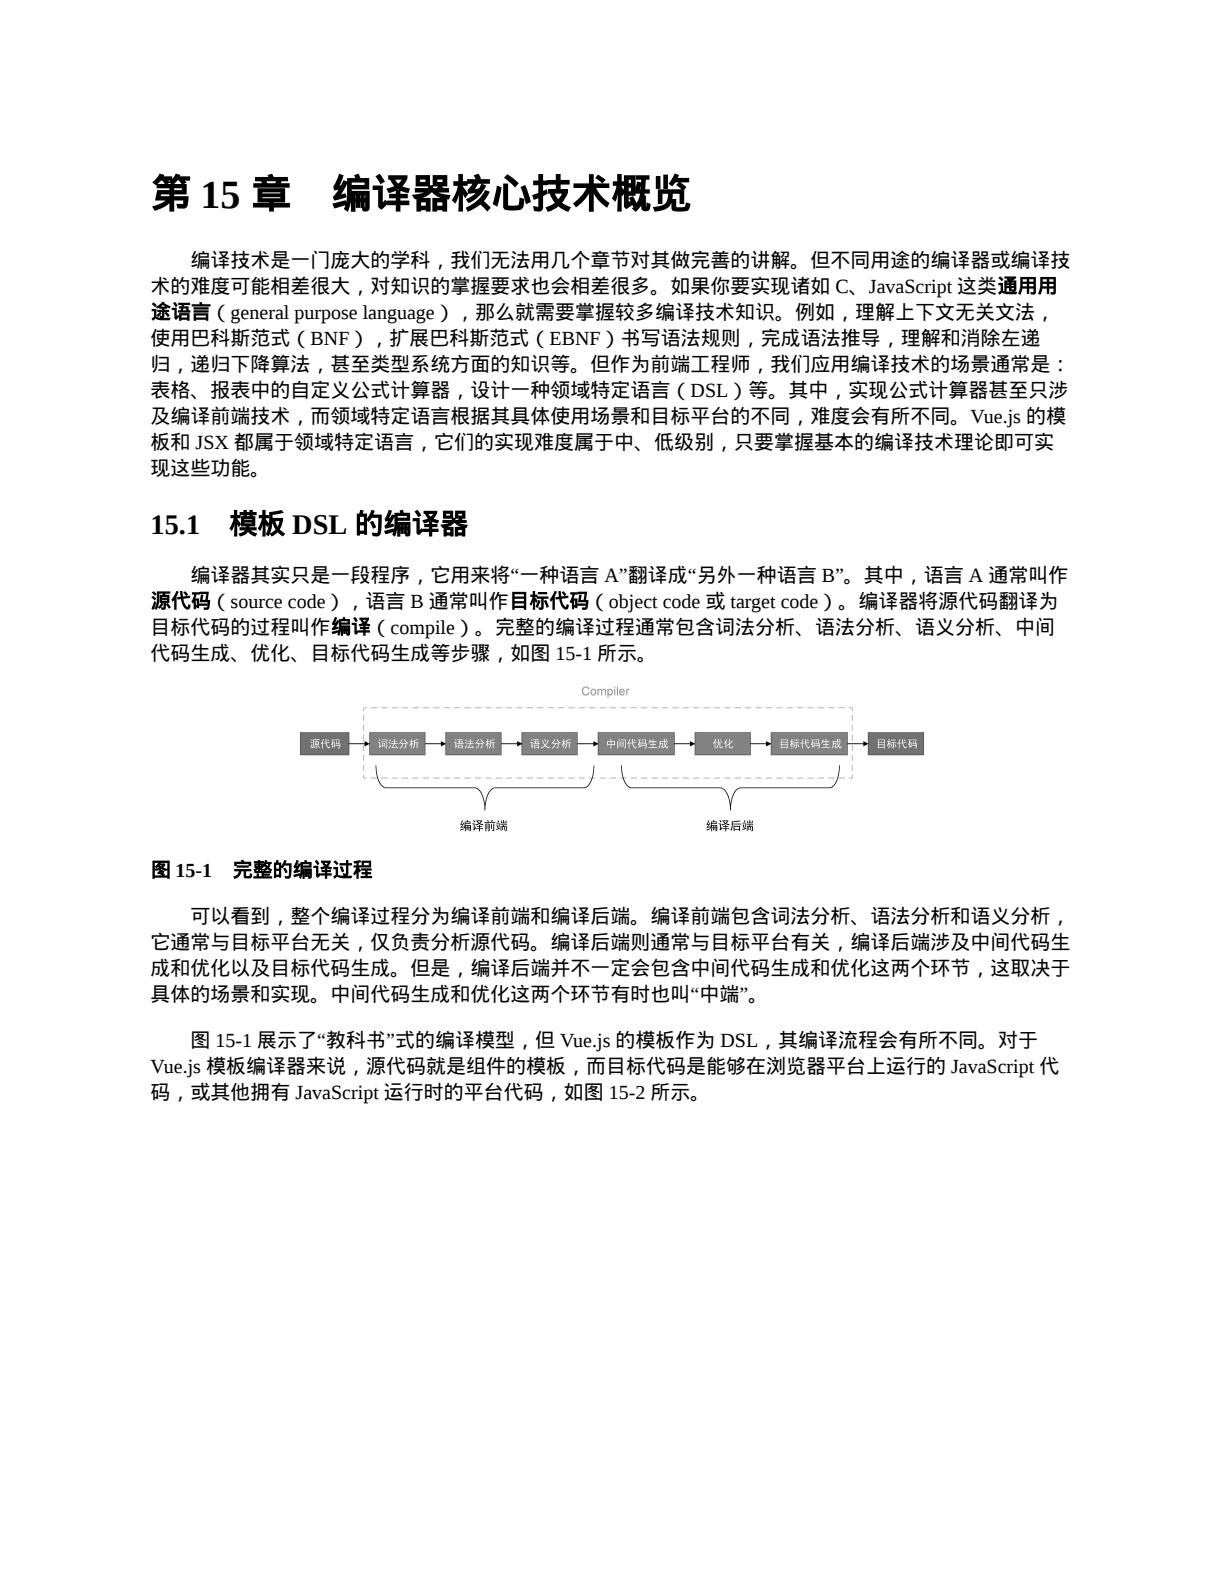 第 15 章　编译器核心技术概览
编译技术是一门庞大的学科，我们无法用几个章节对其做完善的讲解。但不同用途的编译器或编译技
术的难度可能相差很大，对知识的掌握要求也会相差很多。如果你要实现诸如 C、JavaScript 这类通用用
途语言（general purpose language），那么就需要掌握较多编译技术知识。例如，理解上下文无关文法，
使用巴科斯范式（BNF），扩展巴科斯范式（EBNF）书写语法规则，完成语法推导，理解和消除左递
归，递归下降算法，甚至类型系统方面的知识等。但作为前端工程师，我们应用编译技术的场景通常是：
表格、报表中的自定义公式计算器，设计一种领域特定语言（DSL）等。其中，实现公式计算器甚至只涉
及编译前端技术，而领域特定语言根据其具体使用场景和目标平台的不同，难度会有所不同。Vue.js 的模
板和 JSX 都属于领域特定语言，它们的实现难度属于中、低级别，只要掌握基本的编译技术理论即可实
现这些功能。
15.1　模板 DSL 的编译器
编译器其实只是一段程序，它用来将“一种语言 A”翻译成“另外一种语言 B”。其中，语言 A 通常叫作
源代码（source code），语言 B 通常叫作目标代码（object code 或 target code）。编译器将源代码翻译为
目标代码的过程叫作编译（compile）。完整的编译过程通常包含词法分析、语法分析、语义分析、中间
代码生成、优化、目标代码生成等步骤，如图 15-1 所示。
Compiler
源代码 词法分析 语法分析 语义分析 中间代码生成 优化 目标代码生成 目标代码
编译前端 编译后端
图 15-1　完整的编译过程
可以看到，整个编译过程分为编译前端和编译后端。编译前端包含词法分析、语法分析和语义分析，
它通常与目标平台无关，仅负责分析源代码。编译后端则通常与目标平台有关，编译后端涉及中间代码生
成和优化以及目标代码生成。但是，编译后端并不一定会包含中间代码生成和优化这两个环节，这取决于
具体的场景和实现。中间代码生成和优化这两个环节有时也叫“中端”。
图 15-1 展示了“教科书”式的编译模型，但 Vue.js 的模板作为 DSL，其编译流程会有所不同。对于
Vue.js 模板编译器来说，源代码就是组件的模板，而目标代码是能够在浏览器平台上运行的 JavaScript 代
码，或其他拥有 JavaScript 运行时的平台代码，如图 15-2 所示。